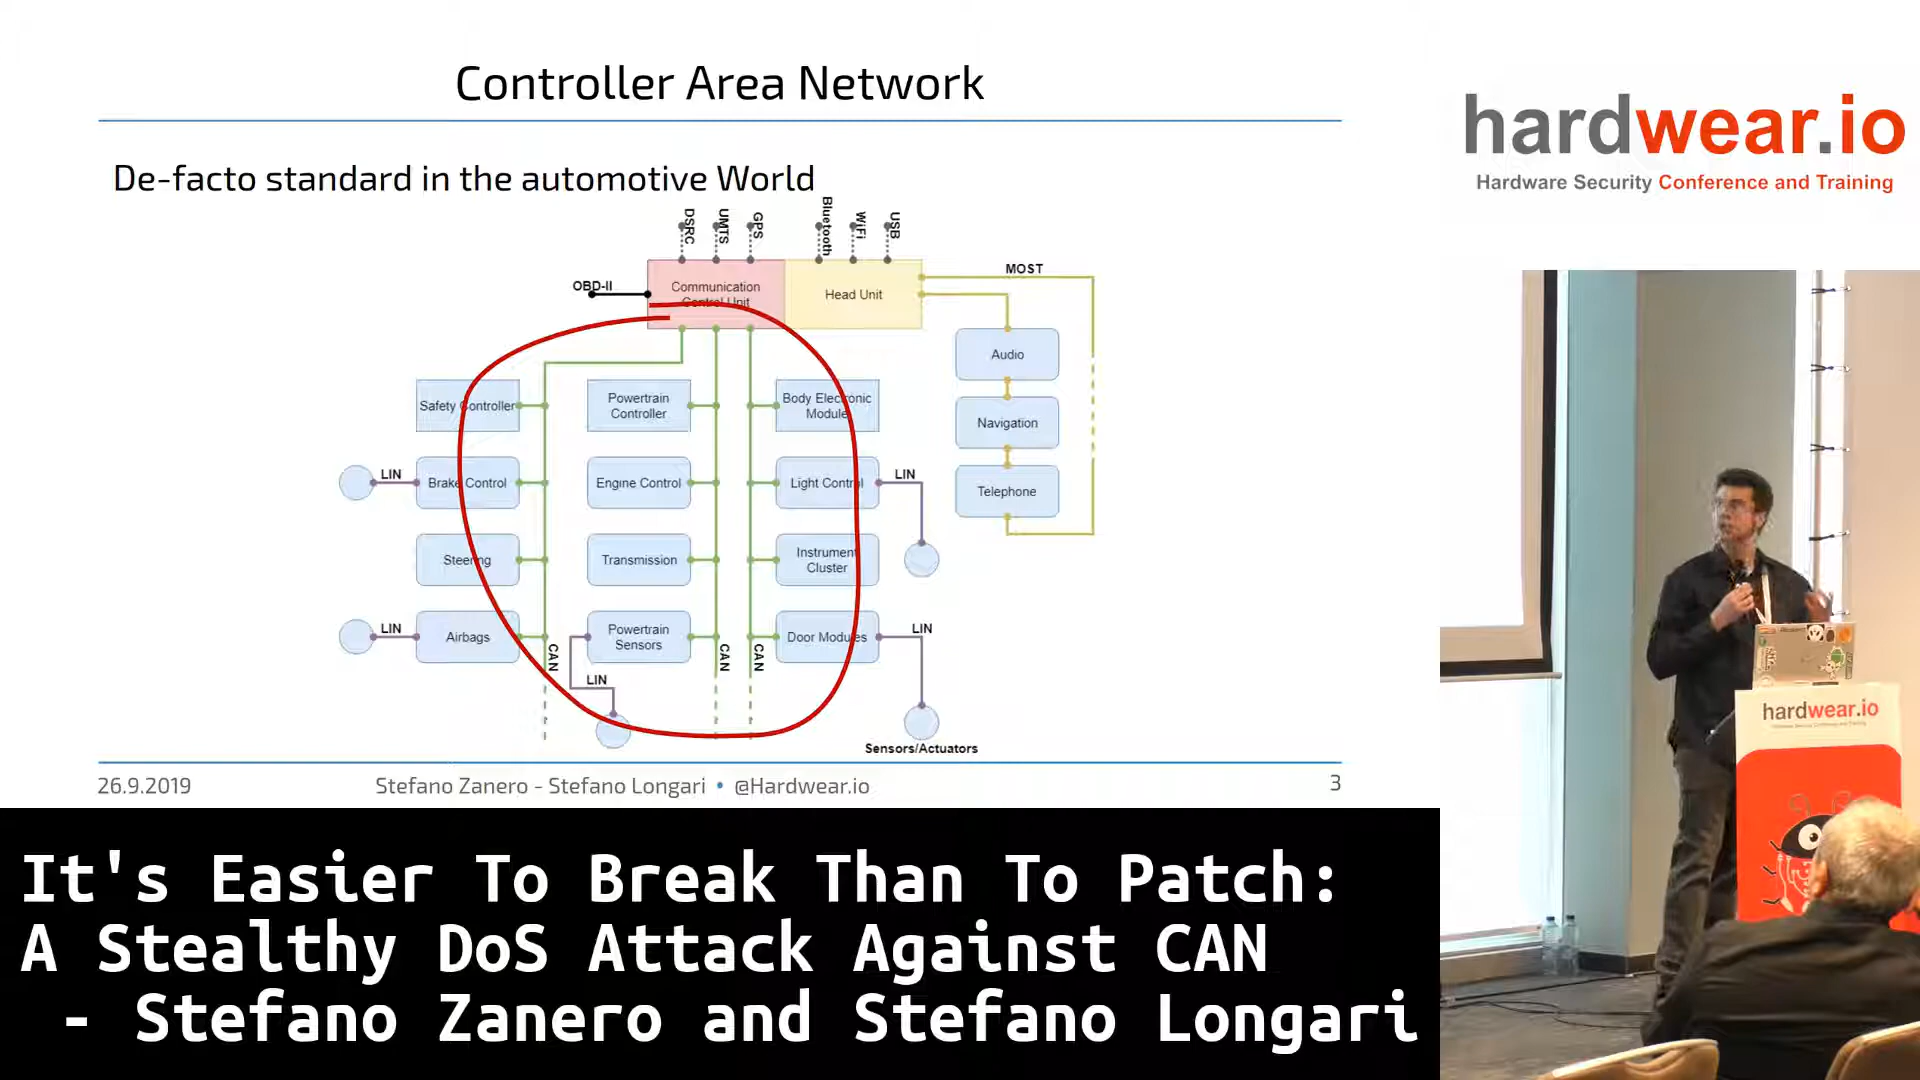 Controller Area Network
De-facto standard in the automotive World
DSRC
UMTS
GPS
Bluetooth
WiFi
USB
OBD-II
Communication
Control Unit
Head Unit
MOST
Audio
Navigation
Telephone
Safety Controller
Powertrain
Controller
Body Electronic
Module
LIN
Brake Control
Engine Control
Light Control
LIN
Steering
Transmission
Instrument
Cluster
LIN
Airbags
CAN
Powertrain
Sensors
LIN
CAN
CAN
Door Modules
LIN
Sensors/Actuators
26.9.2019
Stefano Zanero - Stefano Longari • @Hardwear.io
3
hardwear.io
Hardware Security Conference and Training
hardwear.io
It's Easier To Break Than To Patch:
A Stealthy DoS Attack Against CAN
- Stefano Zanero and Stefano Longari